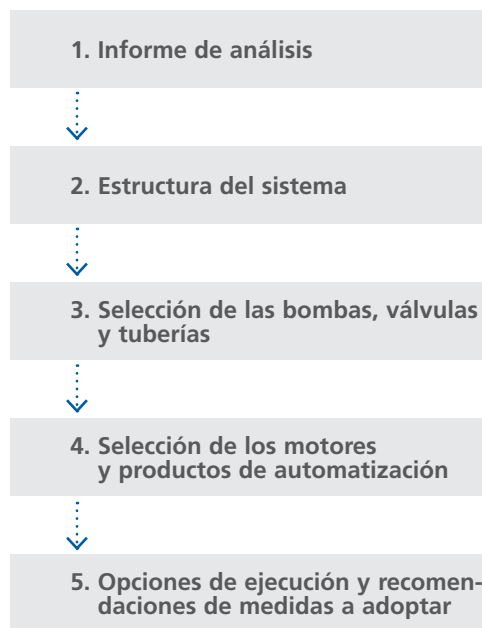 1. Informe de análisis
2. Estructura del sistema
3. Selección de las bombas, válvulas
y tuberías
4. Selección de los motores
y productos de automatización
5. Opciones de ejecución y recomen-
daciones de medidas a adoptar